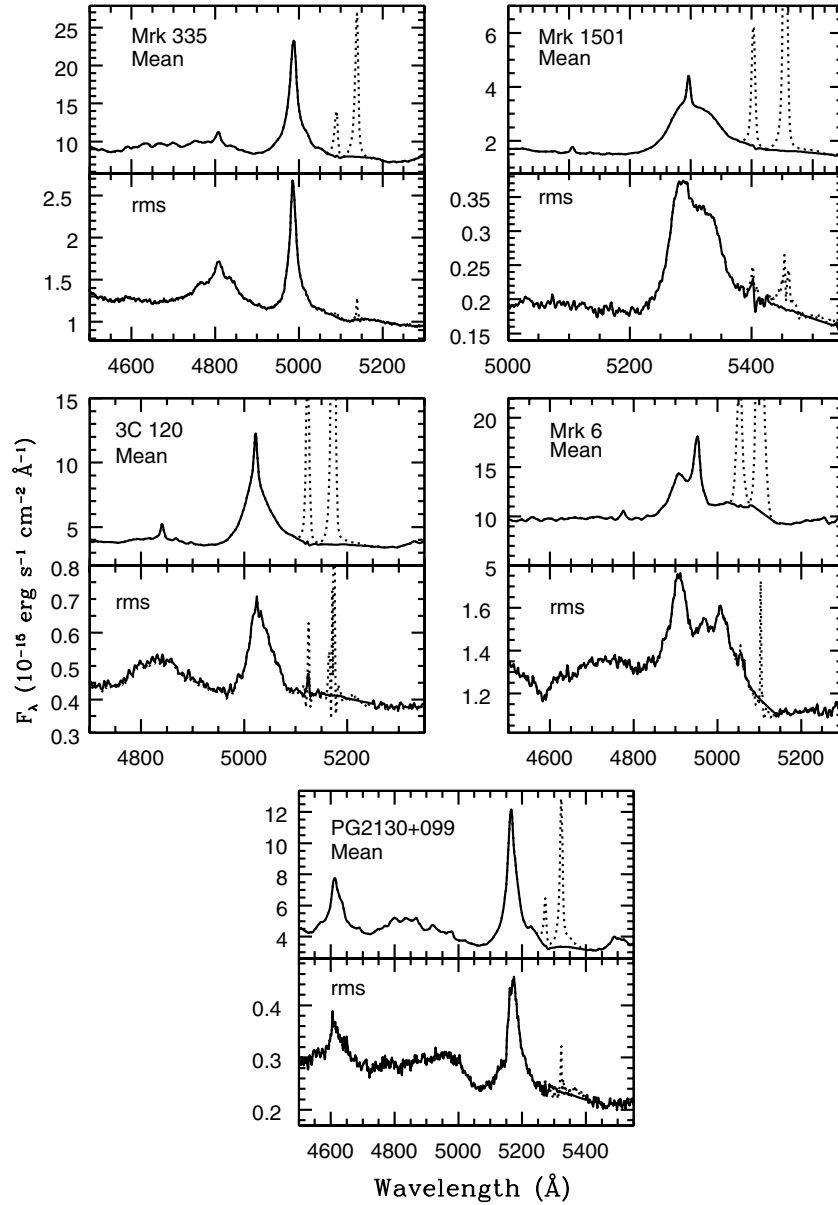 Mrk 335
Mean
25
20
15
10
rms
2.5
2
1.5
1
4600 4800 5000 5200
Mrk 1501
Mean
6
4
2
rms
0.35
0.3
0.25
0.2
0.15
5000 5200 5400
3C 120
Mean
15
10
5
rms
0.8
0.7
0.6
0.5
0.4
0.3
4800 5000 5200
Mrk 6
Mean
20
15
10
5
rms
1.6
1.4
1.2
4600 4800 5000 5200
PG2130+099
Mean
12
10
8
6
4
rms
0.4
0.3
0.2
4600 4800 5000 5200 5400
F_λ (10⁻¹⁵ erg s⁻¹ cm⁻² Å⁻¹)
Wavelength (Å)